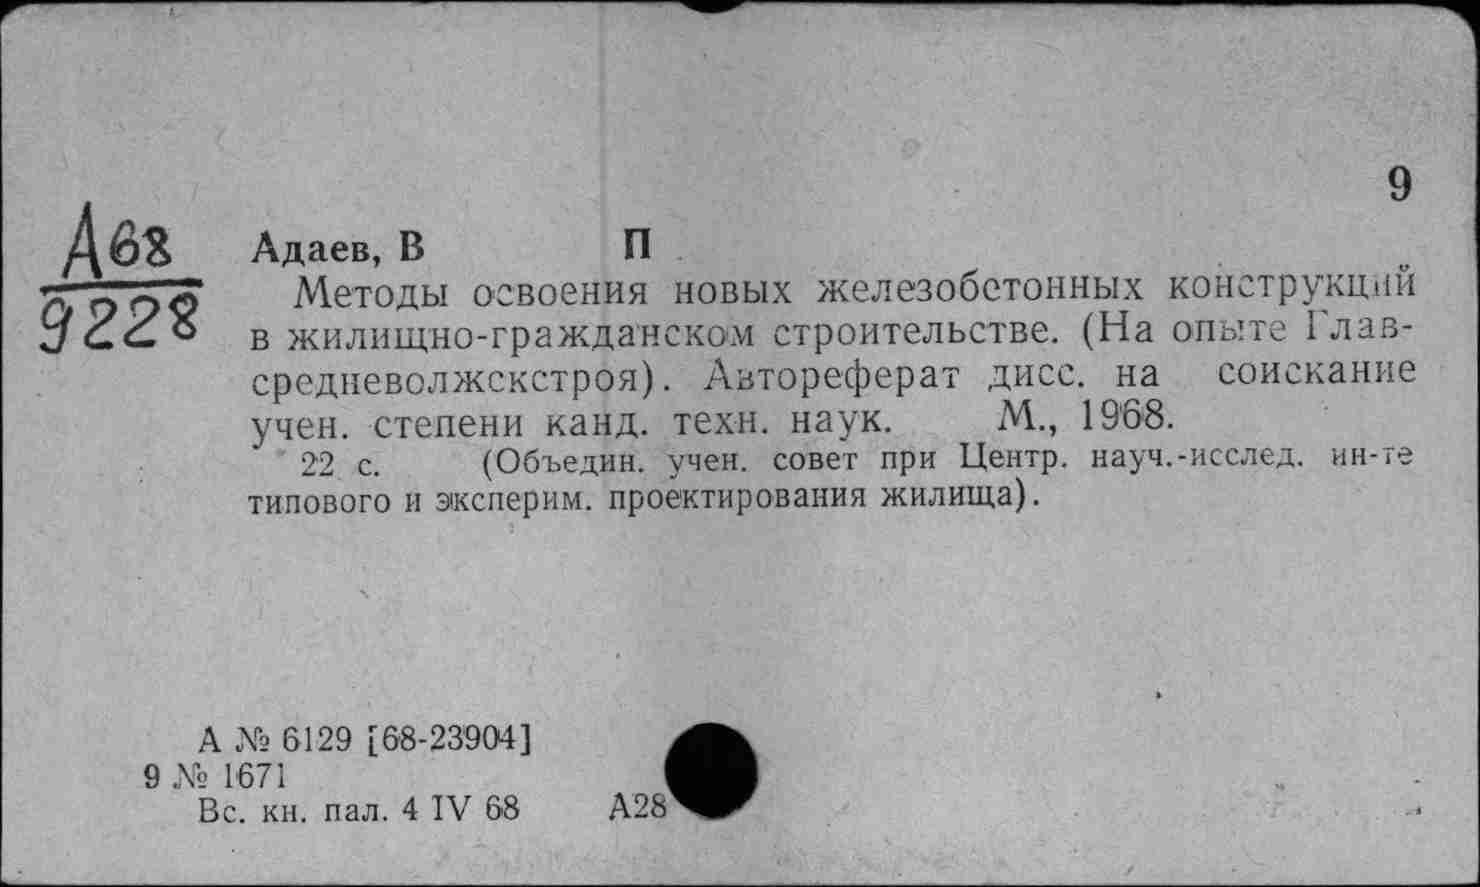 9
А68
9228
Адаев, В П
Методы освоения новых железобетонных конструкций
в жилищно-гражданском строительстве. (На опыте Глав-
средневолжскстроя). Автореферат дисс. на соискание
учен. степени канд. техн. наук. М., 1968.
22 с. (Объедин. учен. совет при Центр. науч.-исслед. ин-те
типового и эксперим. проектирования жилища).
А № 6129 [68-23904]
9 № 1671
Вс. кн. пал. 4 IV 68 А28